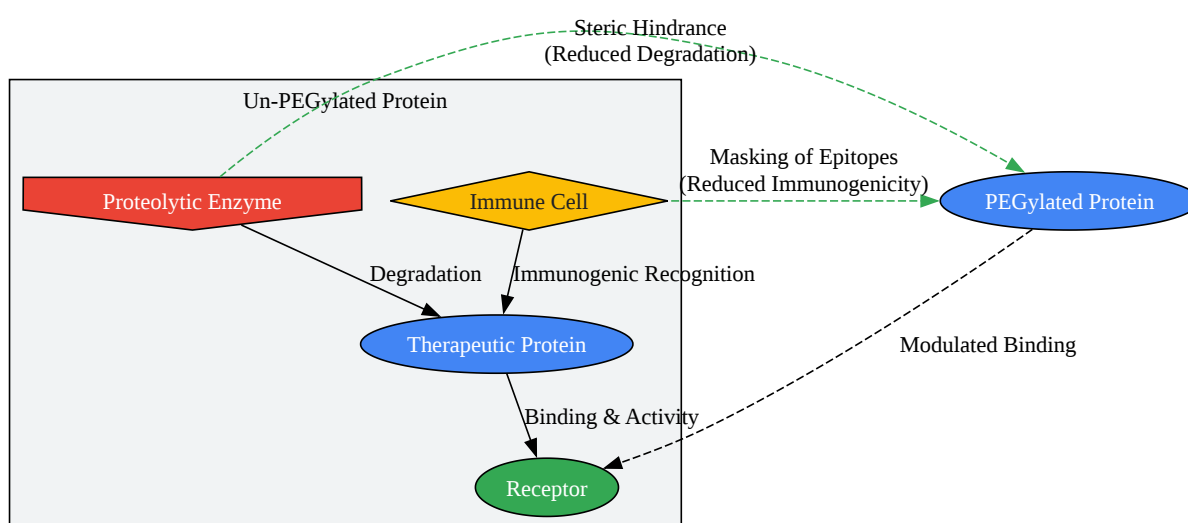 Steric Hindrance
(Reduced Degradation)
Un-PEGylated Protein
Masking of Epitopes
(Reduced Immunogenicity)
Proteolytic Enzyme
Immune Cell
PEGylated Protein
Degradation
Immunogenic Recognition
Therapeutic Protein
Modulated Binding
Binding & Activity
Receptor